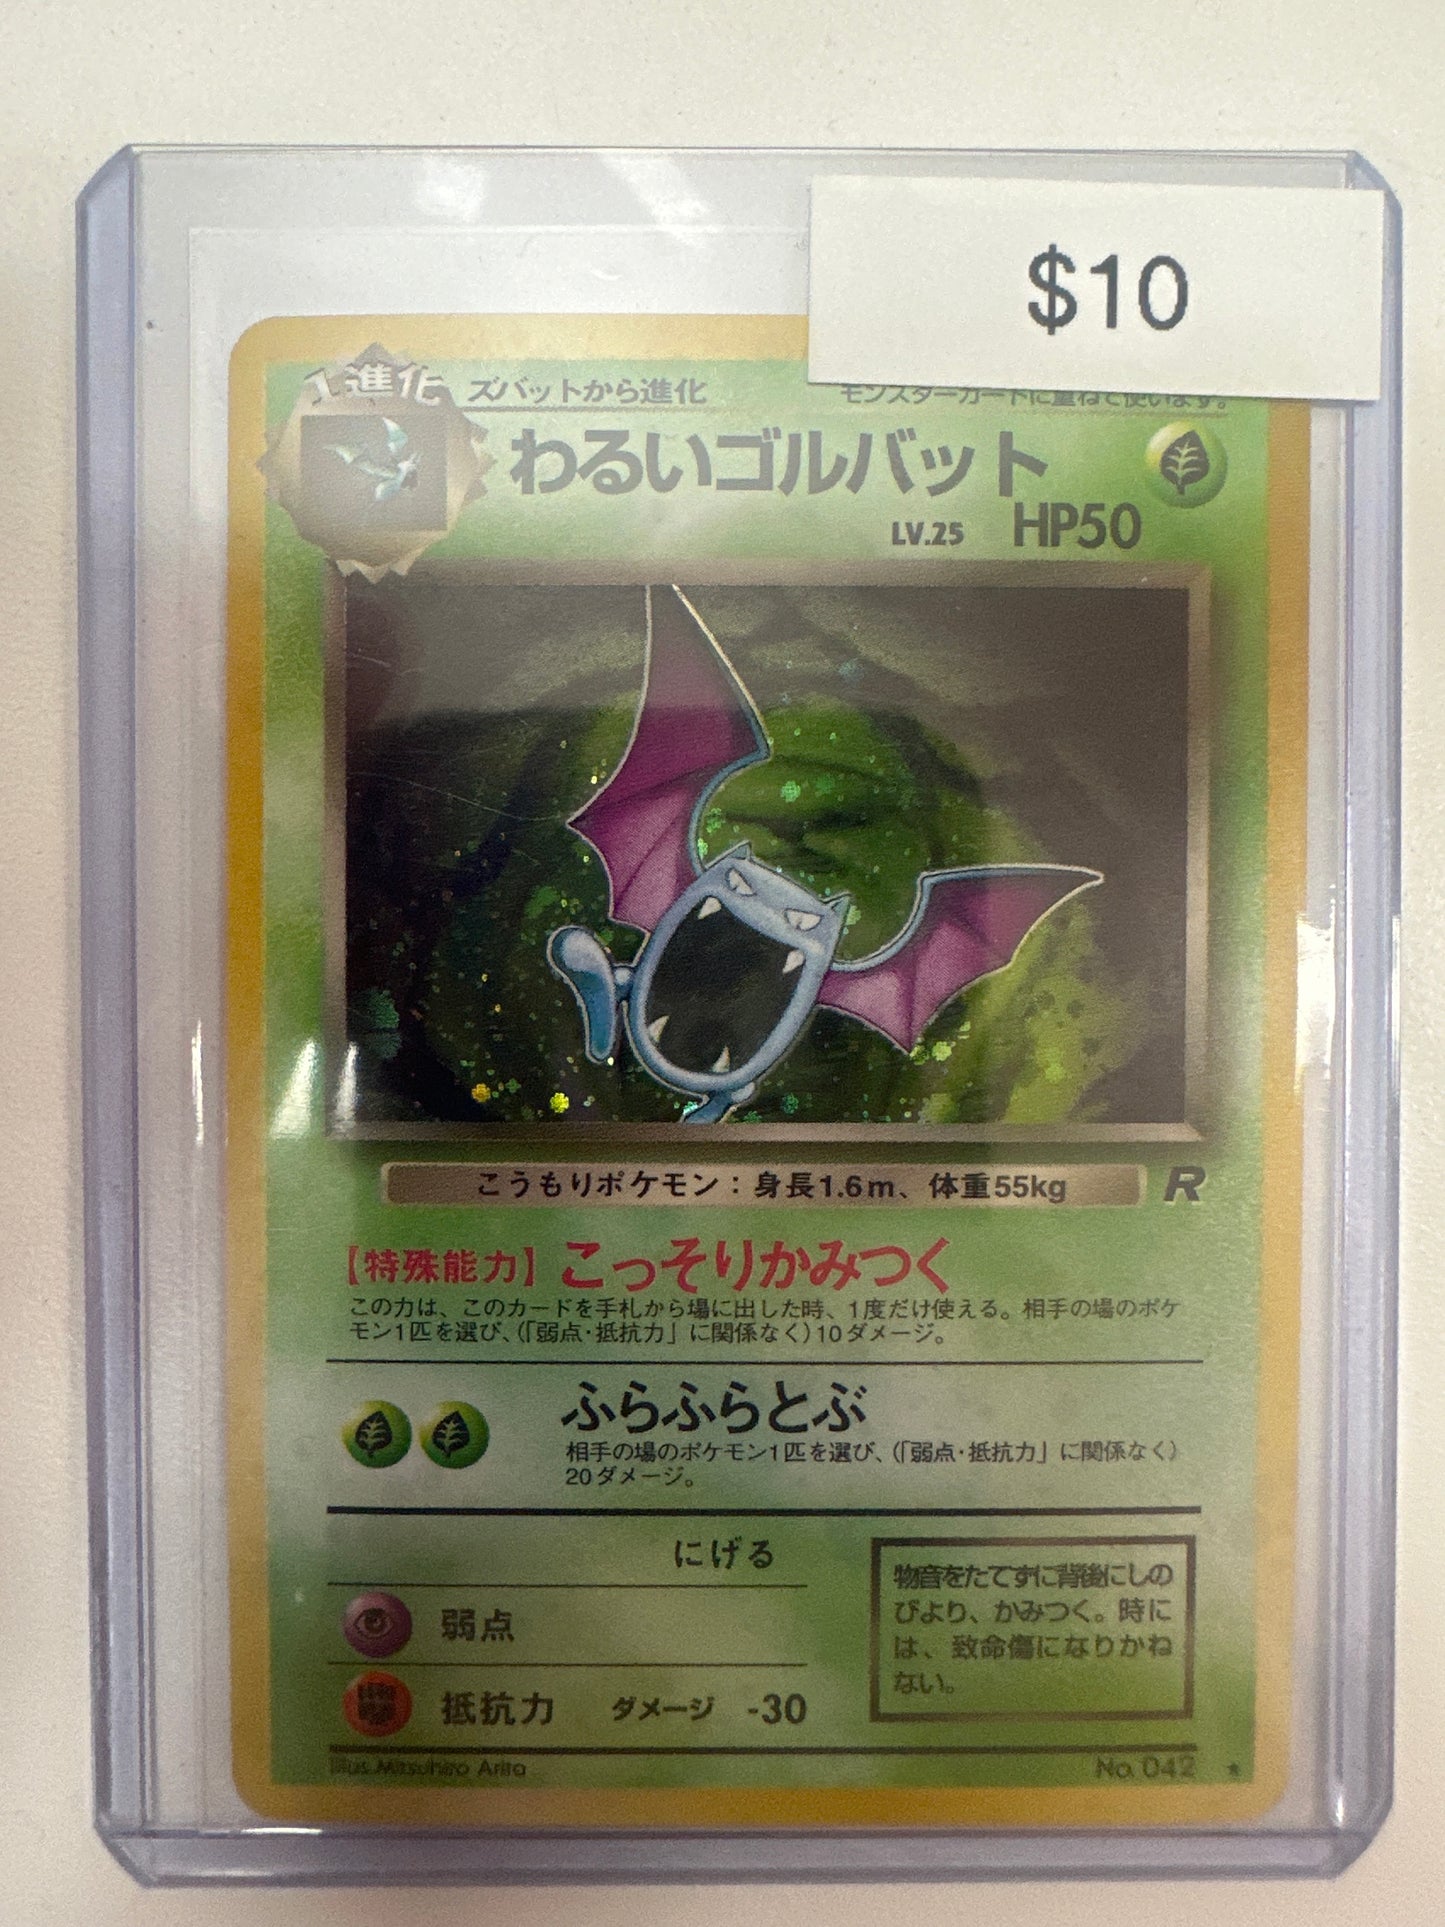 $10
1進化
ズバットから進化
モンスターカードに重ねて使います。
わるいゴルバット
LV.25 HP50
こうもりポケモン：身長1.6m、体重55kg
R
【特殊能力】こっそりかみつく
この力は、このカードを手札から場に出した時、1度だけ使える。相手の場のポケ
モン1匹を選び、(「弱点・抵抗力」に関係なく)10ダメージ。
ふらふらとぶ
相手の場のポケモン1匹を選び、(「弱点・抵抗力」に関係なく)
20ダメージ。
にげる
弱点
抵抗力 ダメージ -30
物音をたてずに背後にしの
びより、かみつく。時に
は、致命傷になりかね
ない。
Illus. Mitsuhiro Arita
No. 042 ★